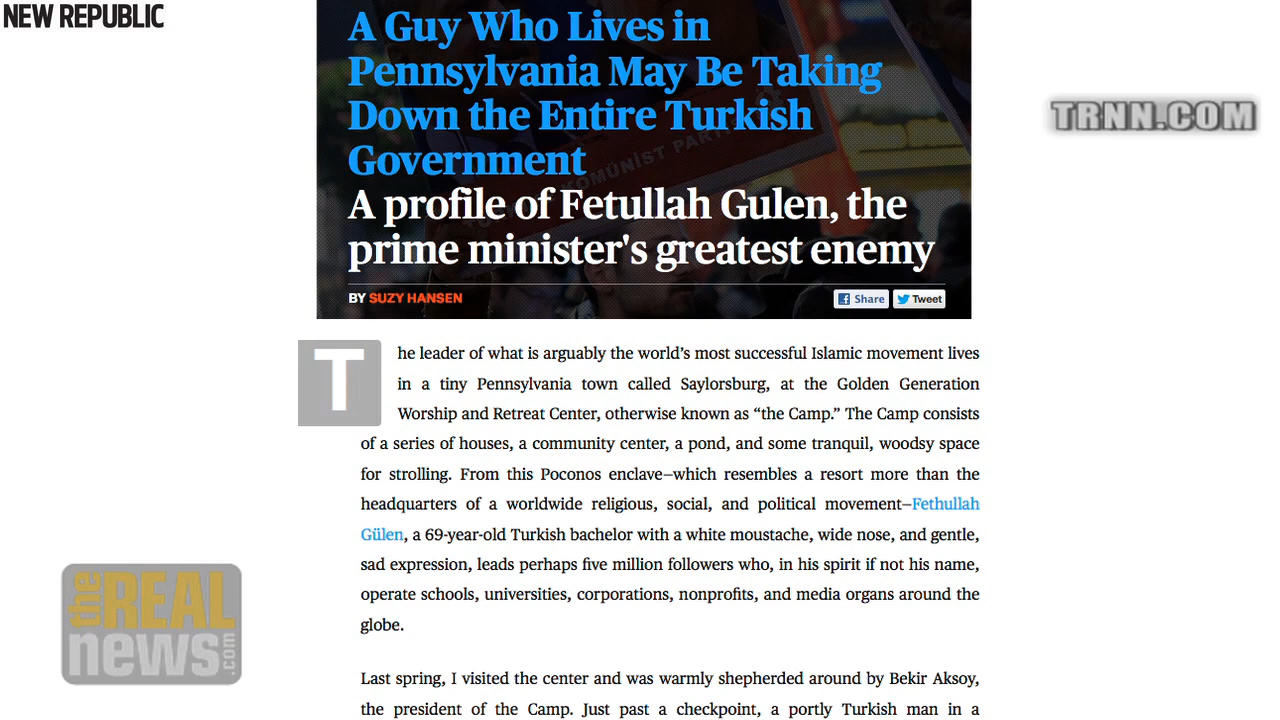 NEW REPUBLIC
A Guy Who Lives in
Pennsylvania May Be Taking
Down the Entire Turkish
Government
KOMÜNİST PARTİ
A profile of Fetullah Gulen, the
prime minister's greatest enemy
BY SUZY HANSEN
Share
Tweet
TRNN.COM
The leader of what is arguably the world’s most successful Islamic movement lives
in a tiny Pennsylvania town called Saylorsburg, at the Golden Generation
Worship and Retreat Center, otherwise known as “the Camp.” The Camp consists
of a series of houses, a community center, a pond, and some tranquil, woodsy space
for strolling. From this Poconos enclave—which resembles a resort more than the
headquarters of a worldwide religious, social, and political movement—Fethullah
Gülen, a 69-year-old Turkish bachelor with a white moustache, wide nose, and gentle,
sad expression, leads perhaps five million followers who, in his spirit if not his name,
operate schools, universities, corporations, nonprofits, and media organs around the
globe.
Last spring, I visited the center and was warmly shepherded around by Bekir Aksoy,
the president of the Camp. Just past a checkpoint, a portly Turkish man in a
the REAL
news.com